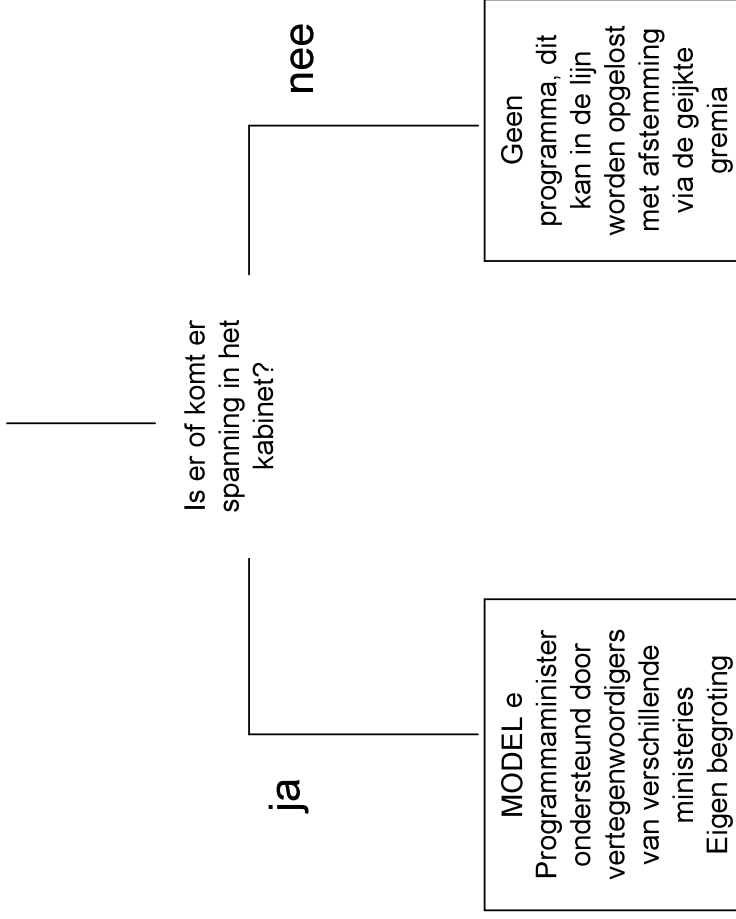 Is er of komt er
spanning in het
kabinet?
ja
nee
MODEL e
Programmaminister
ondersteund door
vertegenwoordigers
van verschillende
ministeries
Eigen begroting
Geen
programma, dit
kan in de lijn
worden opgelost
met afstemming
via de geijkte
gremia